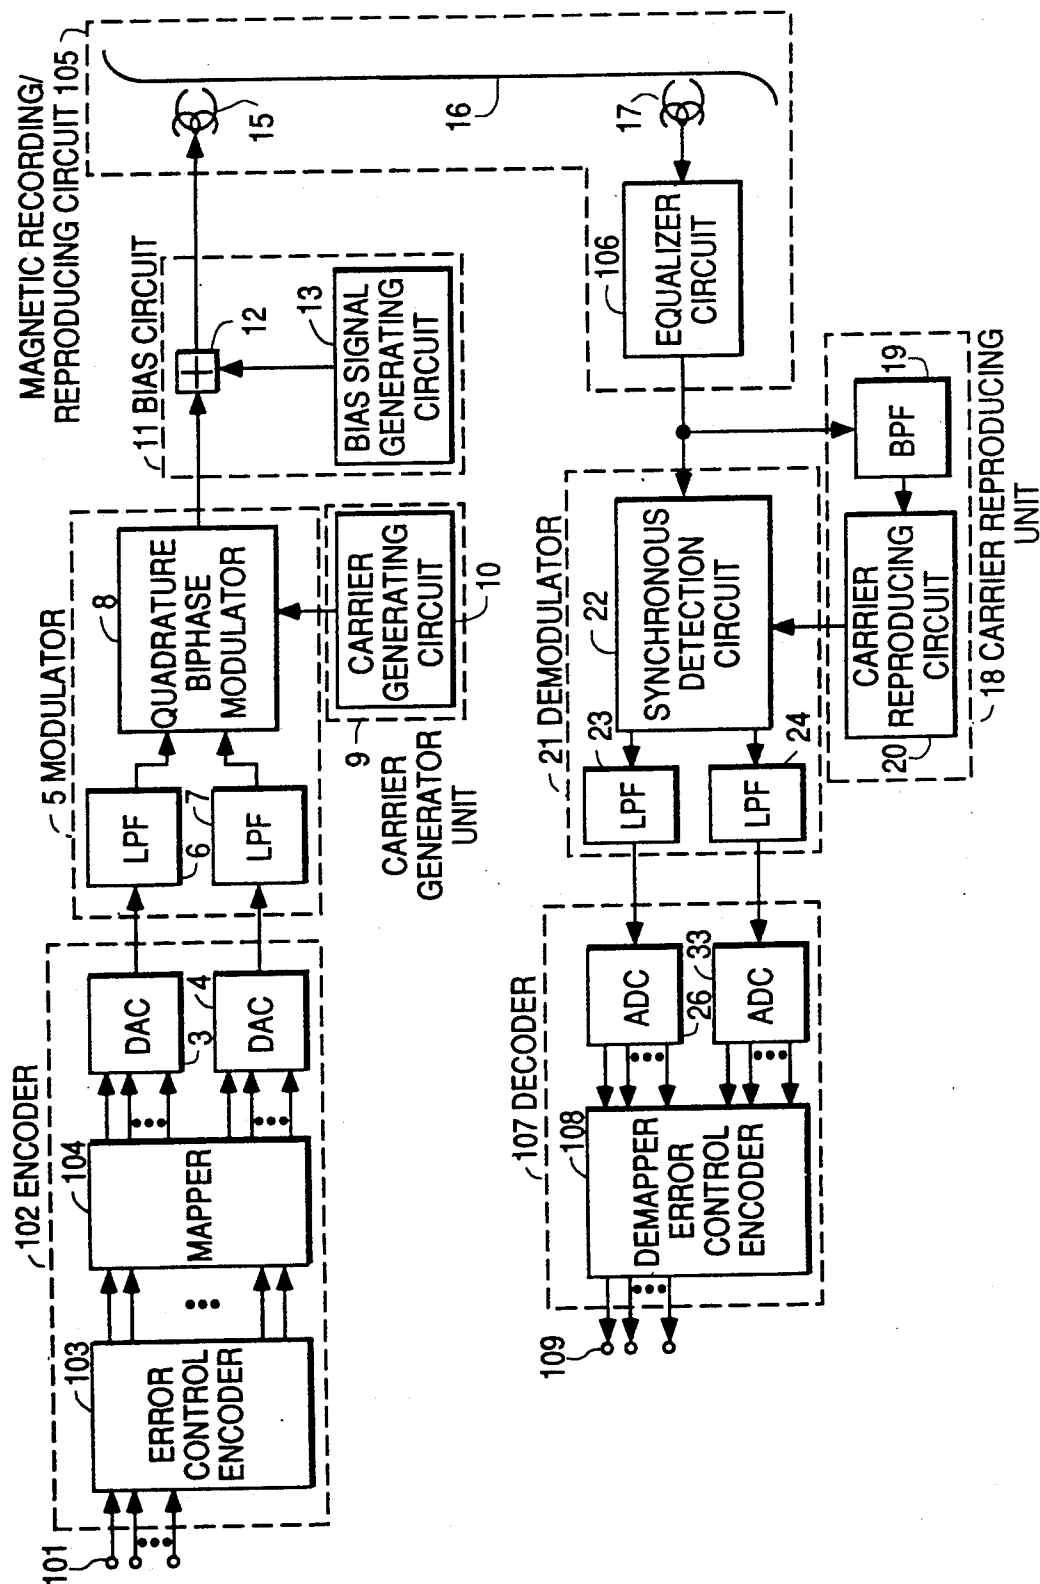 MAGNETIC RECORDING/
REPRODUCING CIRCUIT 105
102 ENCODER
5 MODULATOR
11 BIAS CIRCUIT
101
103
ERROR
CONTROL
ENCODER
104
MAPPER
DAC
3
4
DAC
LPF
6
7
LPF
8
QUADRATURE
BIPHASE
MODULATOR
9
CARRIER
GENERATOR
UNIT
CARRIER
GENERATING
CIRCUIT
10
12
13
BIAS SIGNAL
GENERATING
CIRCUIT
15
16
17
106
EQUALIZER
CIRCUIT
107 DECODER
21 DEMODULATOR
109
108
DEMAPPER
ERROR
CONTROL
ENCODER
ADC
26
33
ADC
23
LPF
24
LPF
22
SYNCHRONOUS
DETECTION
CIRCUIT
19
BPF
CARRIER
REPRODUCING
CIRCUIT
20
18 CARRIER REPRODUCING
UNIT